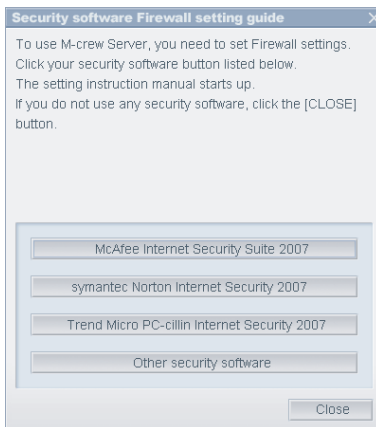 Security software Firewall setting guide
To use M-crew Server, you need to set Firewall settings.
Click your security software button listed below.
The setting instruction manual starts up.
If you do not use any security software, click the [CLOSE]
button.
McAfee Internet Security Suite 2007
symantec Norton Internet Security 2007
Trend Micro PC-cillin Internet Security 2007
Other security software
Close